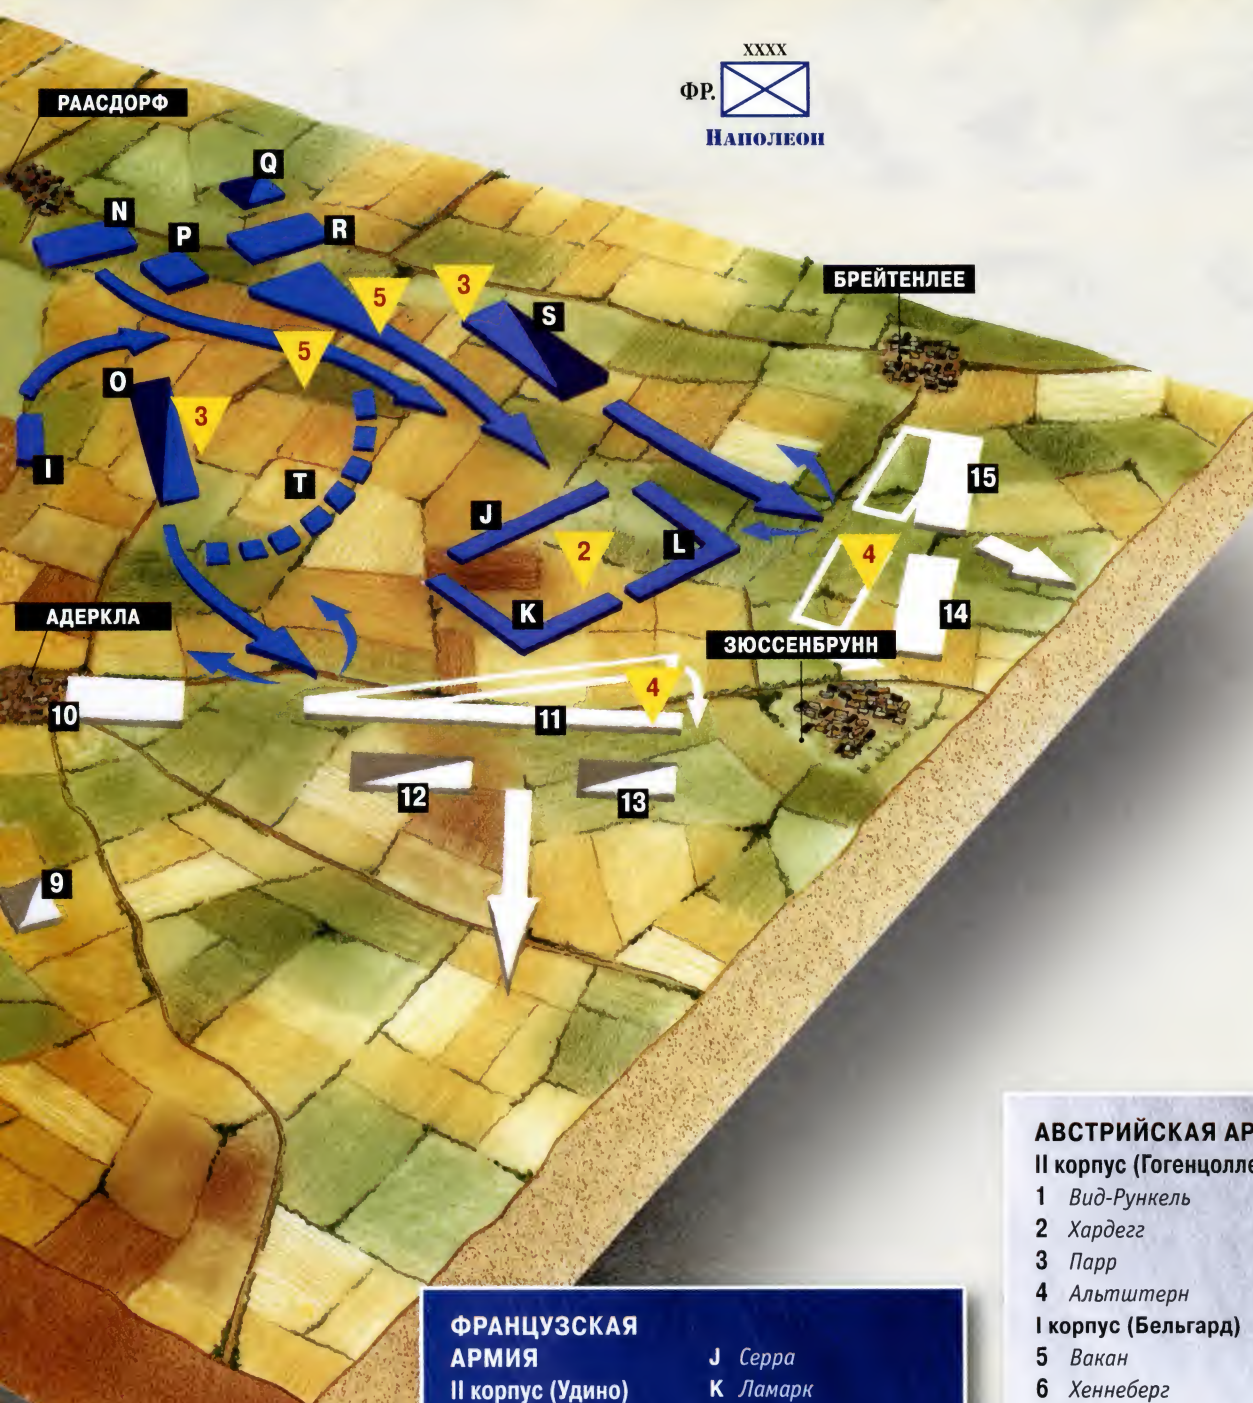 XXXX
ФР.
НАПОЛЕОН
РААСДОРФ
Q
N
P
R
5
3
S
БРЕЙТЕНЛЕЕ
5
O
3
I
T
15
J
2
L
4
K
14
АДЕРКЛА
ЗЮССЕНБРУНН
4
10
11
12
13
9
АВСТРИЙСКАЯ АР
II корпус (Гогенцолле
1 Вид-Рункель
2 Хардегг
3 Парр
4 Альтштерн
I корпус (Бельгард)
5 Вакан
6 Хеннеберг
ФРАНЦУЗСКАЯ
АРМИЯ
II корпус (Удино)
J Серра
K Ламарк